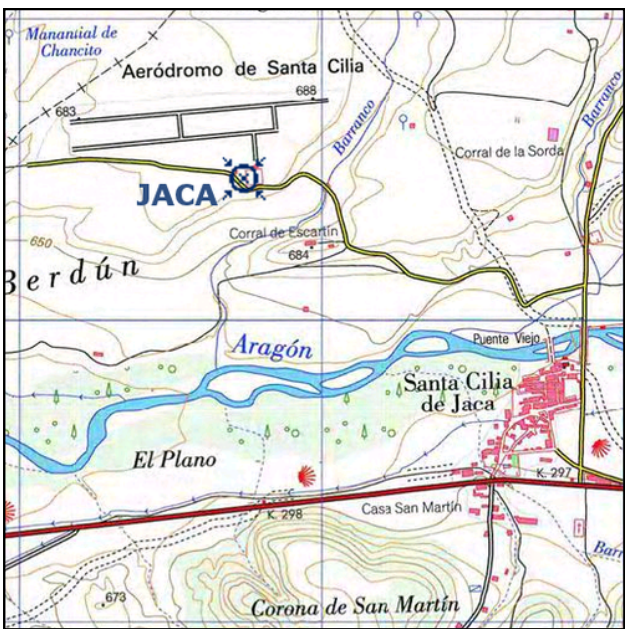 Manantial de
Chancito
Aeródromo de Santa Cilia
688
683
Barranco
Barranco
Corral de la Sorda
JACA
Corral de Escartín
684
650
Berdún
Puente Viejo
Aragón
Santa Cilia
de Jaca
El Plano
K. 297
K. 298
Casa San Martín
673
Corona de San Martín